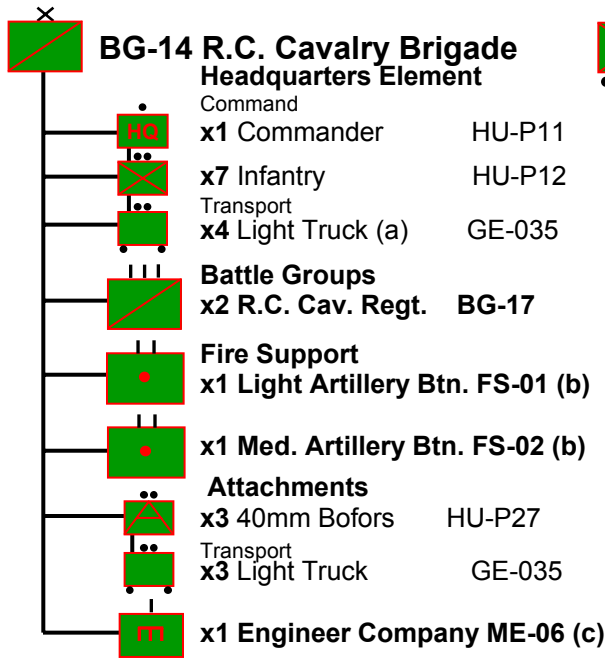 BG-14 R.C. Cavalry Brigade
Headquarters Element
Command
HQ
x1 Commander HU-P11
x7 Infantry HU-P12
Transport
x4 Light Truck (a) GE-035
Battle Groups
x2 R.C. Cav. Regt. BG-17
Fire Support
x1 Light Artillery Btn. FS-01 (b)
x1 Med. Artillery Btn. FS-02 (b)
Attachments
x3 40mm Bofors HU-P27
Transport
x3 Light Truck GE-035
x1 Engineer Company ME-06 (c)